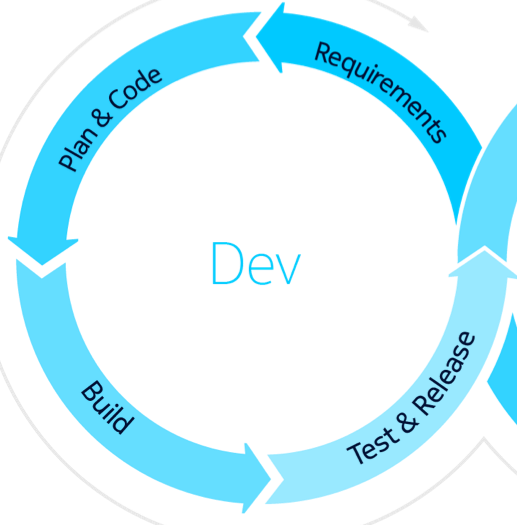 Requirements
Plan & Code
Dev
Build
Test & Release